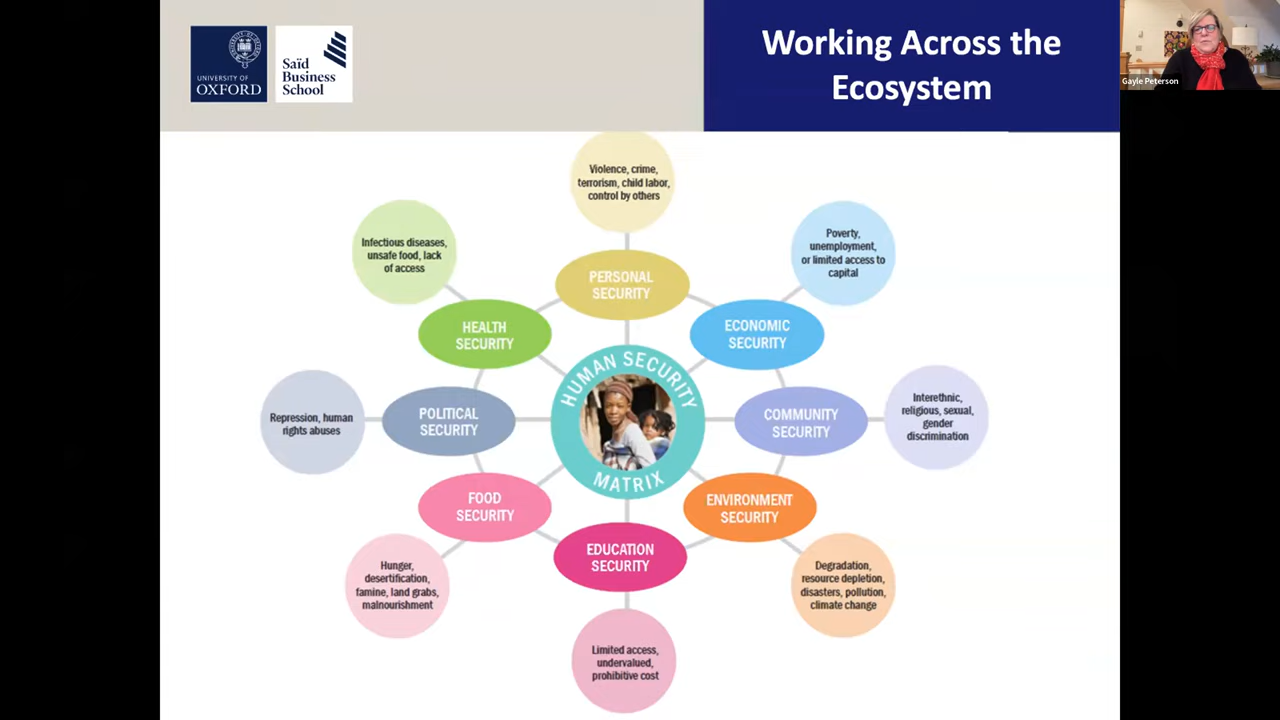 UNIVERSITY OF
OXFORD
Saïd
Business
School
Working Across the
Ecosystem
Gayle Peterson
Violence, crime,
terrorism, child labor,
control by others
PERSONAL
SECURITY
Infectious diseases,
unsafe food, lack
of access
HEALTH
SECURITY
Poverty,
unemployment,
or limited access to
capital
ECONOMIC
SECURITY
HUMAN SECURITY
MATRIX
Repression, human
rights abuses
POLITICAL
SECURITY
COMMUNITY
SECURITY
Interethnic,
religious, sexual,
gender
discrimination
FOOD
SECURITY
Hunger,
desertification,
famine, land grabs,
malnourishment
ENVIRONMENT
SECURITY
Degradation,
resource depletion,
disasters, pollution,
climate change
EDUCATION
SECURITY
Limited access,
undervalued,
prohibitive cost